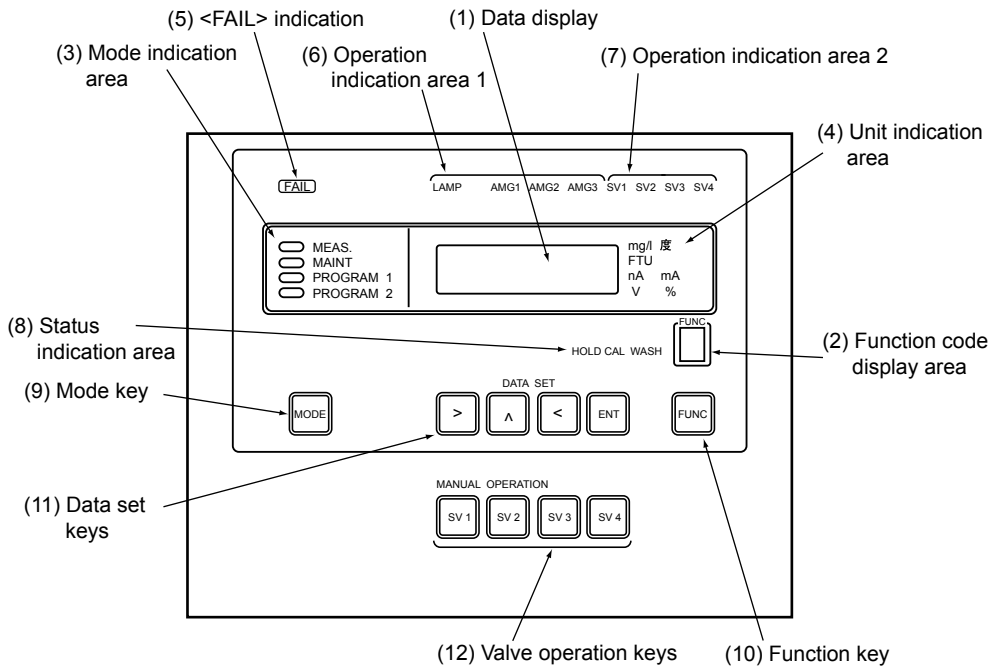 (5) <FAIL> indication
(1) Data display
(3) Mode indication
area
(6) Operation
indication area 1
(7) Operation indication area 2
(4) Unit indication
area
FAIL
LAMP AMG1 AMG2 AMG3 SV1 SV2 SV3 SV4
MEAS.
MAINT
PROGRAM 1
PROGRAM 2
mg/l 度
FTU
nA mA
V %
(8) Status
indication area
HOLD CAL WASH
FUNC
(2) Function code
display area
(9) Mode key
DATA SET
MODE
> ^ < ENT
FUNC
(11) Data set
keys
MANUAL OPERATION
SV 1 SV 2 SV 3 SV 4
(12) Valve operation keys
(10) Function key